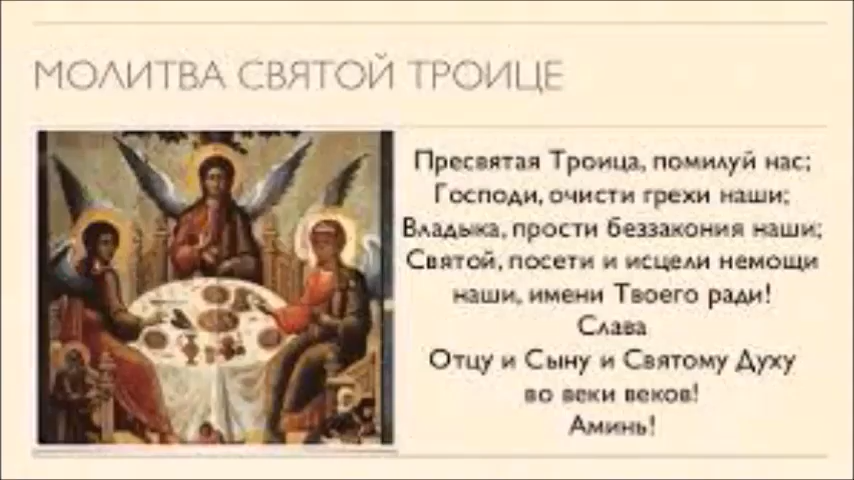 МОЛИТВА СВЯТОЙ ТРОИЦЕ
Пресвятая Троица, помилуй нас;
Господи, очисти грехи наши;
Владыка, прости беззакония наши;
Святой, посети и исцели немощи
наши, имени Твоего ради!
Слава
Отцу и Сыну и Святому Духу
во веки веков!
Аминь!